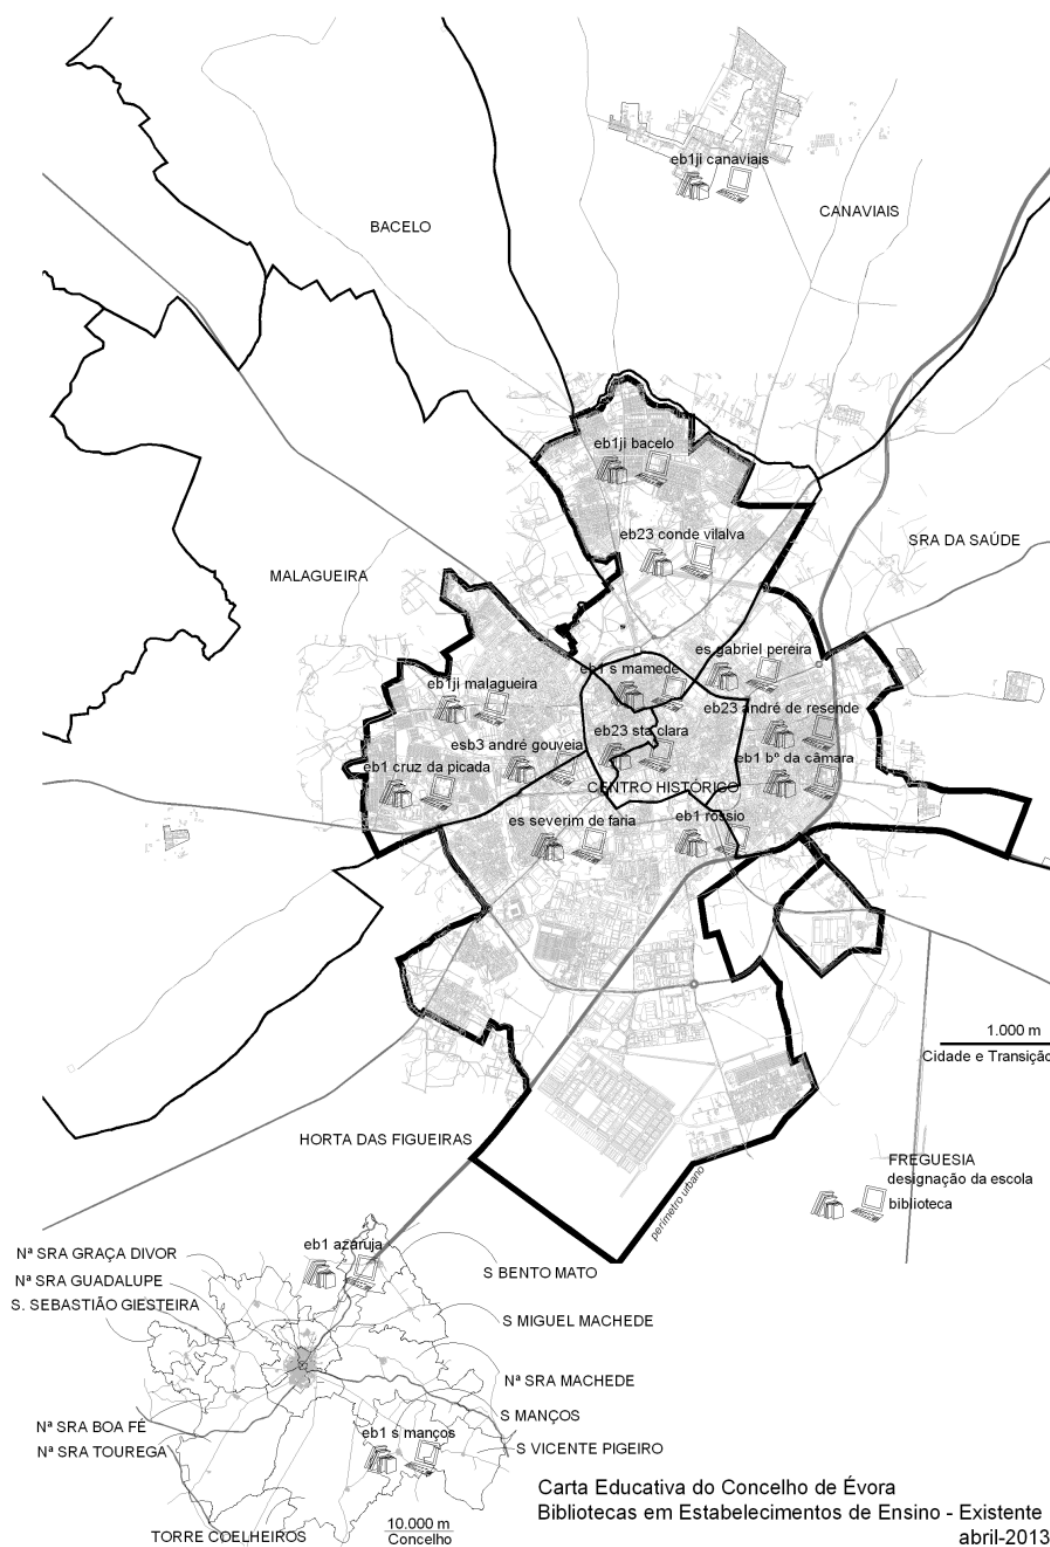 eb1ji canaviais
CANAVIAIS
BACELO
eb1ji bacelo
eb23 conde vilalva
SRA DA SAÚDE
MALAGUEIRA
es gabriel pereira
eb1 s mamede
eb1ji malagueira
eb23 andré de resende
eb23 sta clara
esb3 andré gouveia
eb1 bº da câmara
eb1 cruz da picada
CENTRO HISTÓRICO
es severim de faria
eb1 rossio
1.000 m
Cidade e Transição
HORTA DAS FIGUEIRAS
FREGUESIA
designação da escola
biblioteca
perímetro urbano
eb1 azaruja
Nª SRA GRAÇA DIVOR
S BENTO MATO
Nª SRA GUADALUPE
S. SEBASTIÃO GIESTEIRA
S MIGUEL MACHEDE
Nª SRA MACHEDE
S MANÇOS
Nª SRA BOA FÉ
eb1 s manços
Nª SRA TOUREGA
S VICENTE PIGEIRO
TORRE COELHEIROS
10.000 m
Concelho
Carta Educativa do Concelho de Évora
Bibliotecas em Estabelecimentos de Ensino - Existente
abril-2013